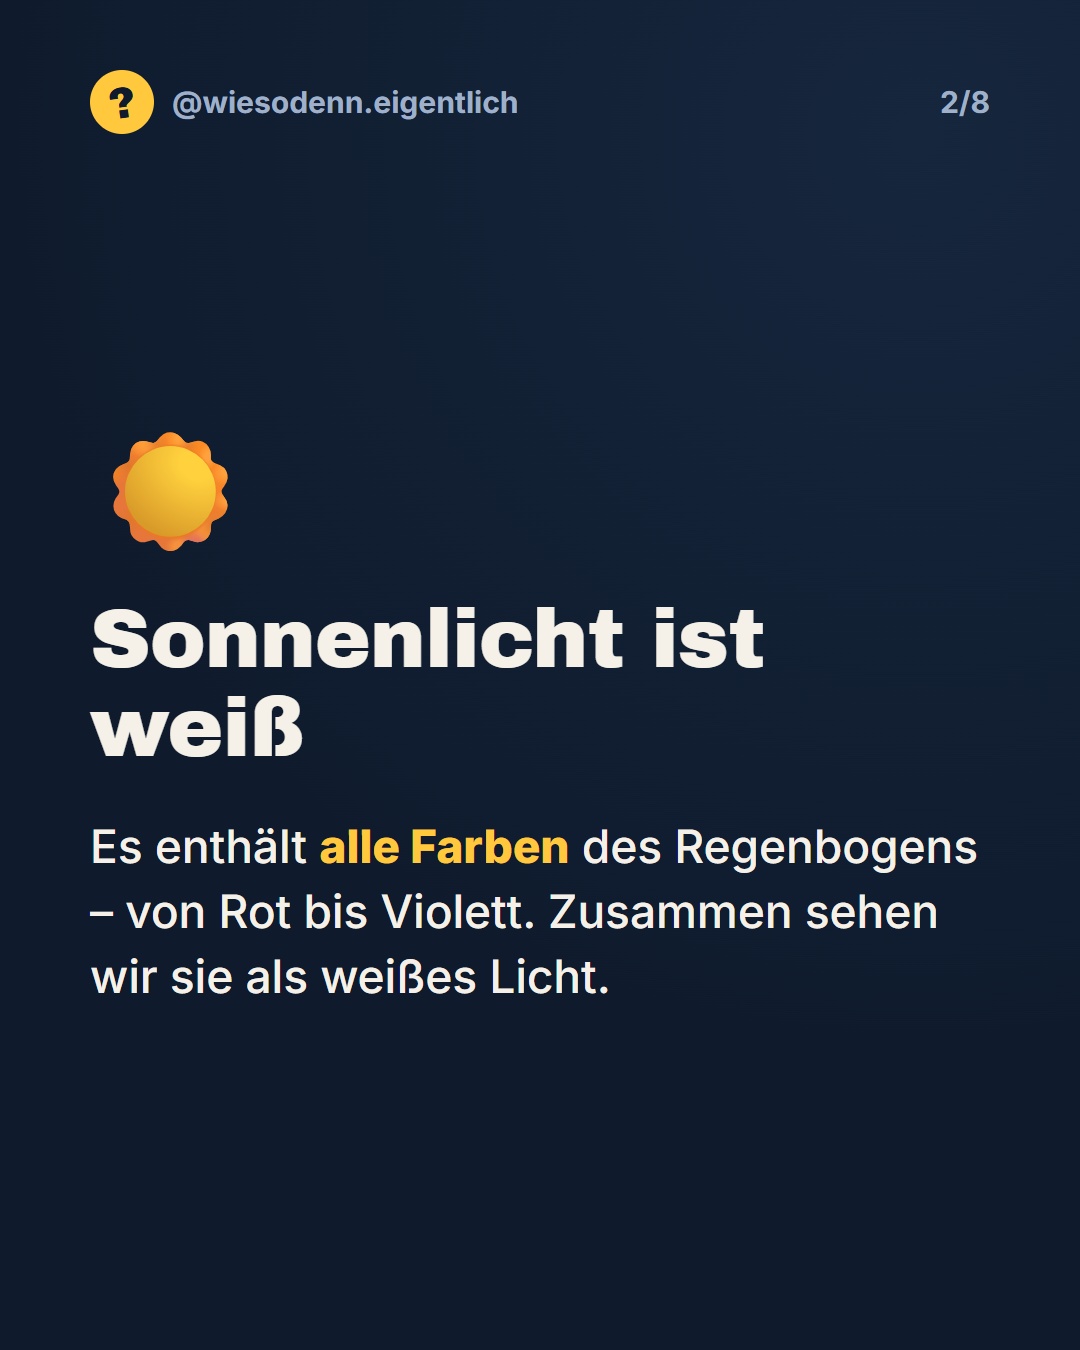 ?
@wiesodenn.eigentlich
2/8
Sonnenlicht ist
weiß
Es enthält alle Farben des Regenbogens
– von Rot bis Violett. Zusammen sehen
wir sie als weißes Licht.